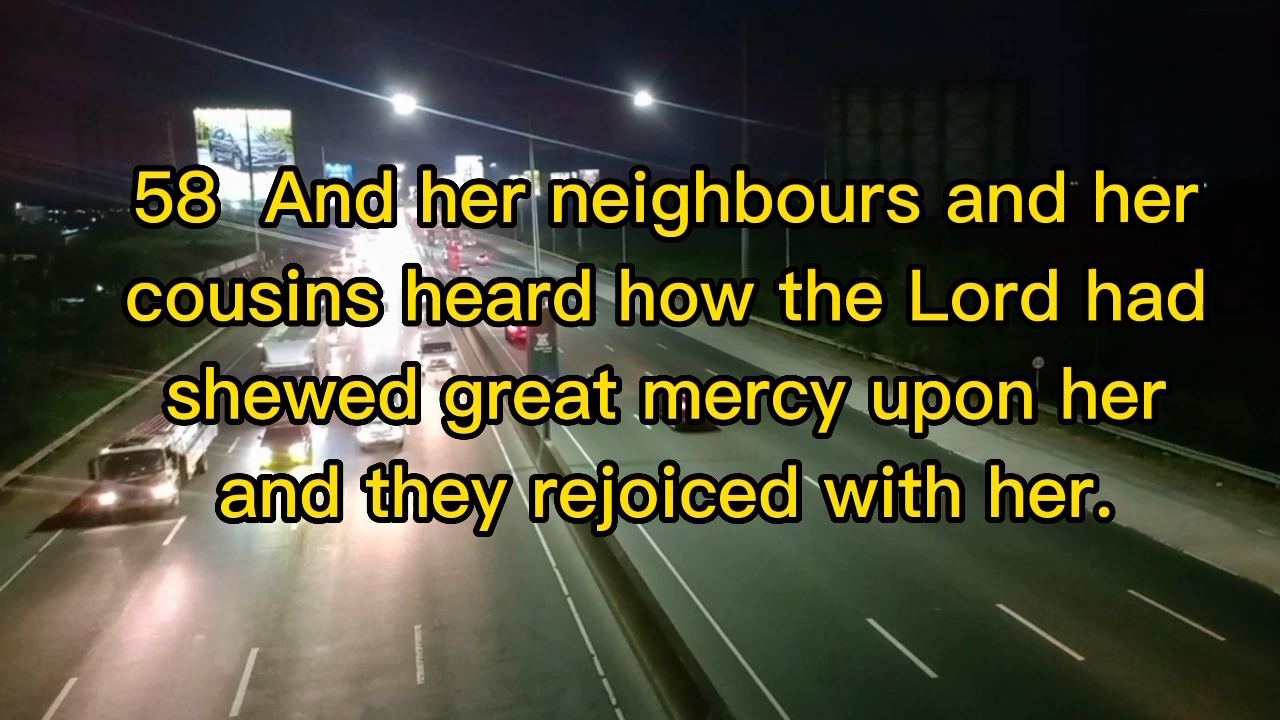 58 And her neighbours and her
cousins heard how the Lord had
shewed great mercy upon her
and they rejoiced with her.